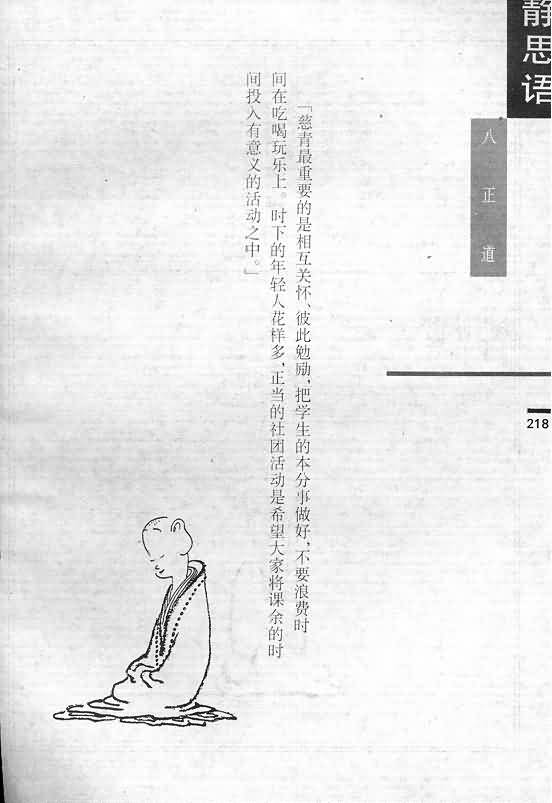 静思语
八正道
218
「慈青最重要的是相互关怀、彼此勉励，把学生的本分事做好，不要浪费时
间在吃喝玩乐上。时下的年轻人花样多，正当的社团活动是希望大家将课余的时
间投入有意义的活动之中。」